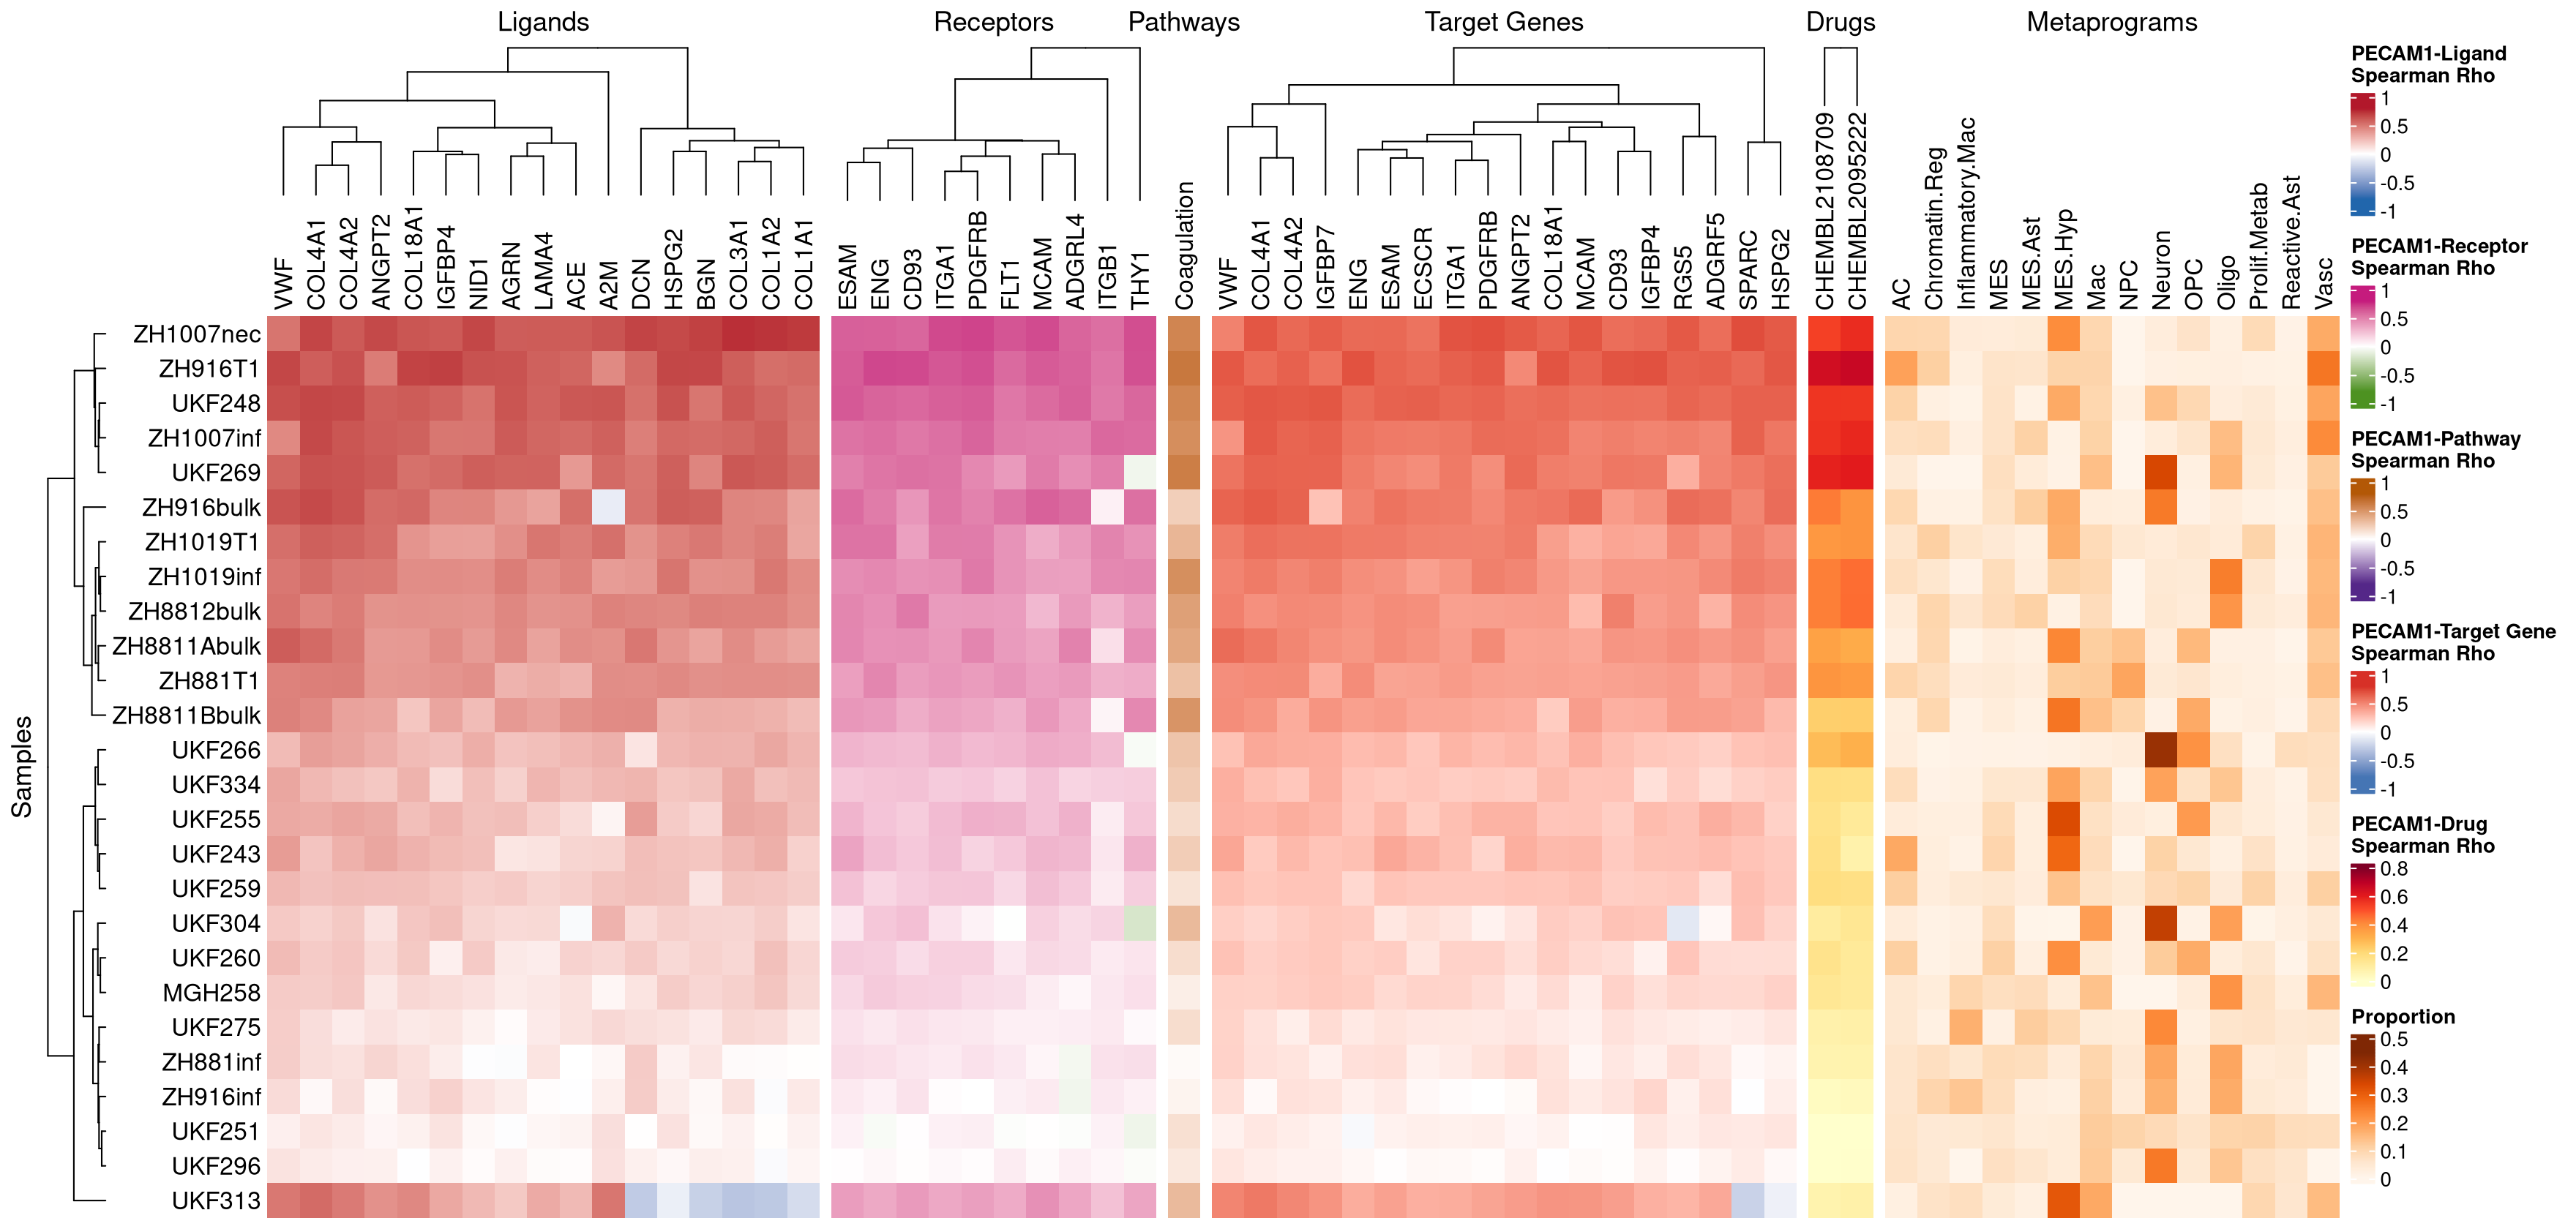 Ligands
Receptors
Pathways
Target Genes
Drugs
Metaprograms
VWF
COL4A1
COL4A2
ANGPT2
COL18A1
IGFBP4
NID1
AGRN
LAMA4
ACE
A2M
DCN
HSPG2
BGN
COL3A1
COL1A2
COL1A1
ESAM
ENG
CD93
ITGA1
PDGFRB
FLT1
MCAM
ADGRL4
ITGB1
THY1
Coagulation
VWF
COL4A1
COL4A2
IGFBP7
ENG
ESAM
ECSCR
ITGA1
PDGFRB
ANGPT2
COL18A1
MCAM
CD93
IGFBP4
RGS5
ADGRF5
SPARC
HSPG2
CHEMBL2108709
CHEMBL2095222
AC
Chromatin.Reg
Inflammatory.Mac
MES
MES.Ast
MES.Hyp
Mac
NPC
Neuron
OPC
Oligo
Prolif.Metab
Reactive.Ast
Vasc
Samples
ZH1007nec
ZH916T1
UKF248
ZH1007inf
UKF269
ZH916bulk
ZH1019T1
ZH1019inf
ZH8812bulk
ZH8811Abulk
ZH881T1
ZH8811Bbulk
UKF266
UKF334
UKF255
UKF243
UKF259
UKF304
UKF260
MGH258
UKF275
ZH881inf
ZH916inf
UKF251
UKF296
UKF313
PECAM1-Ligand
Spearman Rho
1
0.5
0
-0.5
-1
PECAM1-Receptor
Spearman Rho
1
0.5
0
-0.5
-1
PECAM1-Pathway
Spearman Rho
1
0.5
0
-0.5
-1
PECAM1-Target Gene
Spearman Rho
1
0.5
0
-0.5
-1
PECAM1-Drug
Spearman Rho
0.8
0.6
0.4
0.2
0
Proportion
0.5
0.4
0.3
0.2
0.1
0